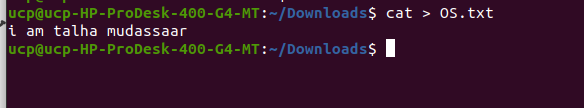 ucp@ucp-HP-ProDesk-400-G4-MT:~/Downloads$ cat > OS.txt
i am talha mudassaar
ucp@ucp-HP-ProDesk-400-G4-MT:~/Downloads$